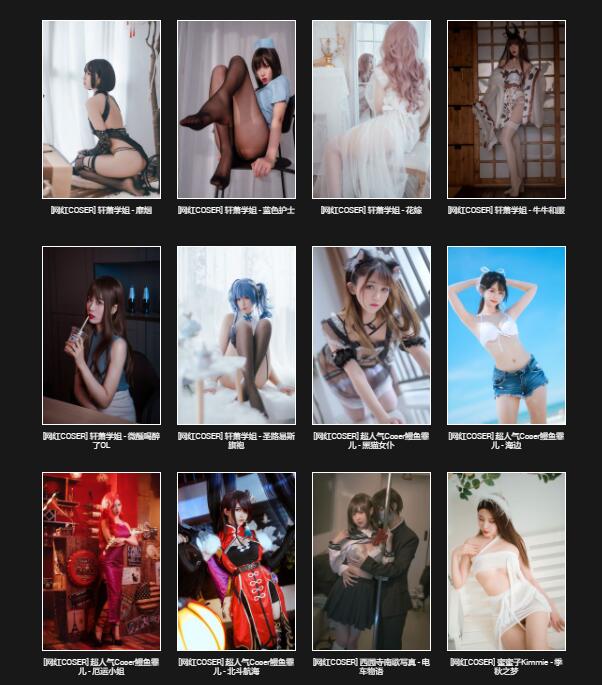 [网红COSER] 轩萧学姐 - 靡烟
[网红COSER] 轩萧学姐 - 蓝色护士
[网红COSER] 轩萧学姐 - 花嫁
[网红COSER] 轩萧学姐 - 牛牛和服
[网红COSER] 轩萧学姐 - 微醺喝醉
了OL
[网红COSER] 轩萧学姐 - 圣路易斯
旗袍
[网红COSER] 超人气Coser鲤鱼霏
儿 - 黑猫女仆
[网红COSER] 超人气Coser鲤鱼霏
儿 - 海边
[网红COSER] 超人气Coser鲤鱼霏
儿 - 厄运小姐
[网红COSER] 超人气Coser鲤鱼霏
儿 - 北斗航海
[网红COSER] 西园寺南歌写真 - 电
车物语
[网红COSER] 蜜蜜子Kimmie - 季
秋之梦